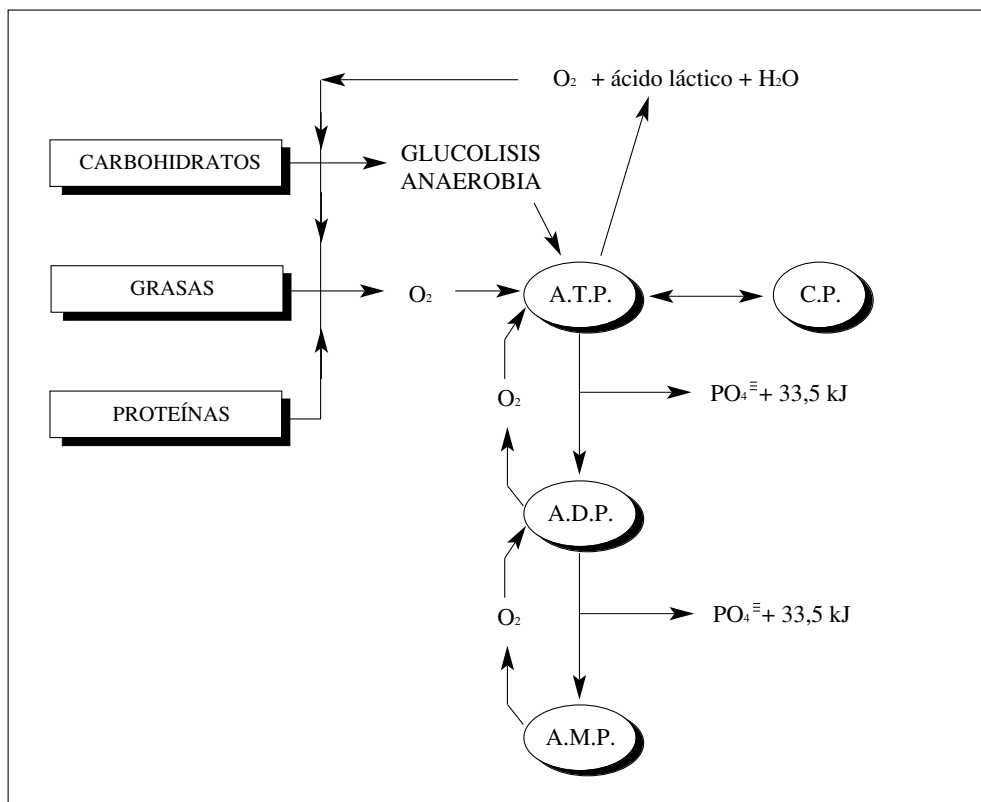 O₂ + ácido láctico + H₂O
CARBOHIDRATOS
GLUCOLISIS
ANAEROBIA
GRASAS
O₂
A.T.P.
C.P.
PROTEÍNAS
O₂
PO₄≡ + 33,5 kJ
A.D.P.
O₂
PO₄≡ + 33,5 kJ
A.M.P.